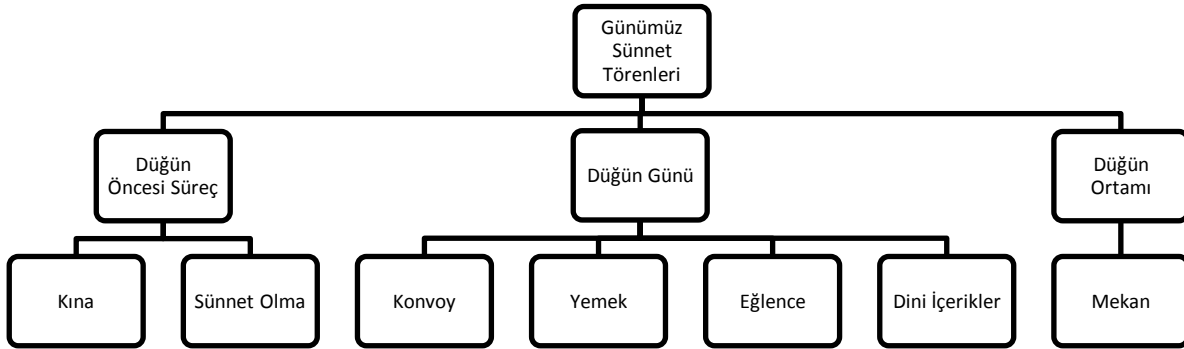 Günümüz
Sünnet
Törenleri
Düğün
Öncesi Süreç
Düğün Günü
Düğün
Ortamı
Kına
Sünnet Olma
Konvoy
Yemek
Eğlence
Dini İçerikler
Mekan